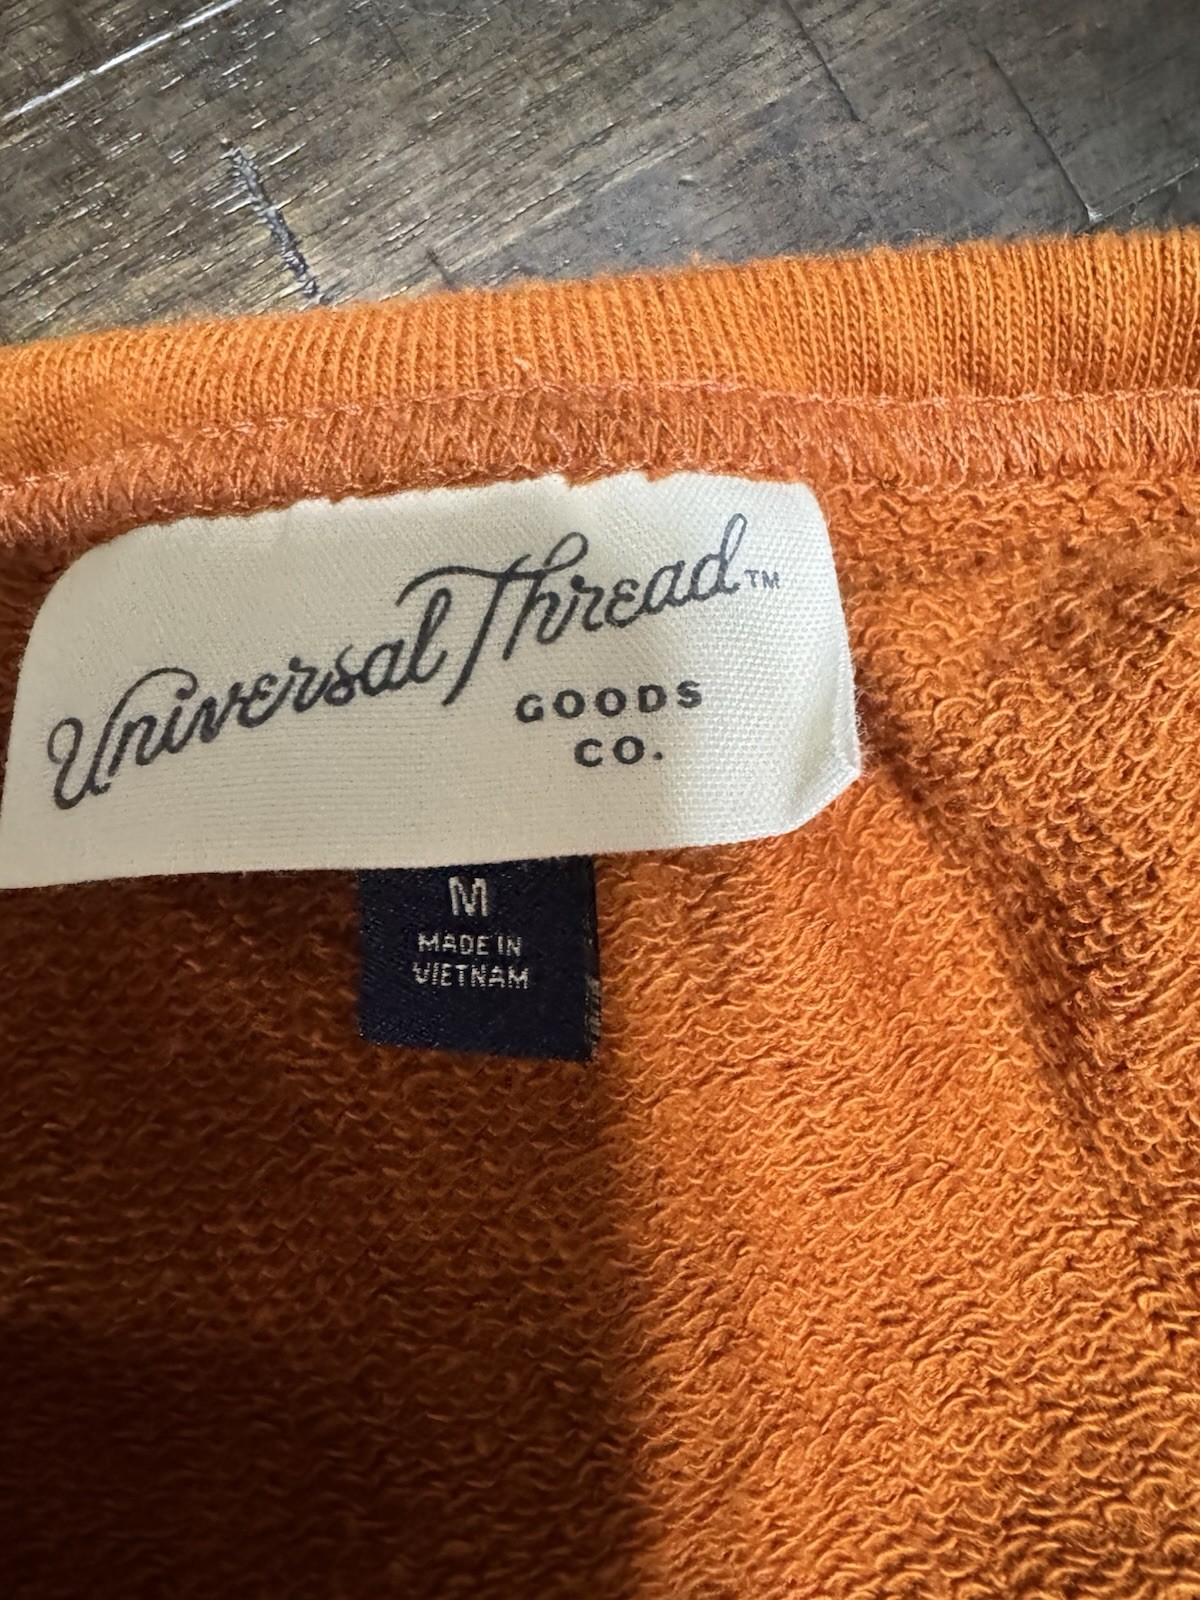 Universal Thread™
GOODS
CO.
M
MADE IN
VIETNAM